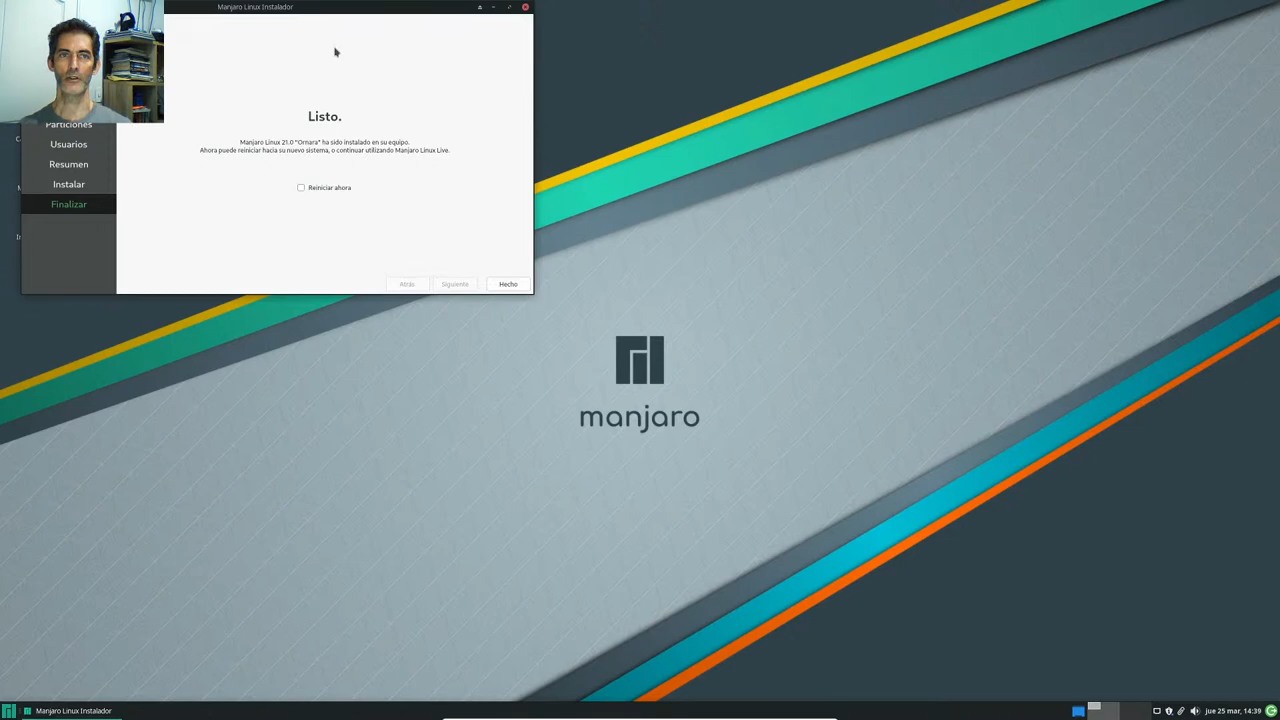 Manjaro Linux Instalador
Particiones
Usuarios
Resumen
Instalar
Finalizar
Listo.
Manjaro Linux 21.0 "Ornara" ha sido instalado en su equipo.
Ahora puede reiniciar hacia su nuevo sistema, o continuar utilizando Manjaro Linux Live.
Reiniciar ahora
Atrás
Siguiente
Hecho
manjaro
Manjaro Linux Instalador
jue 25 mar, 14:39